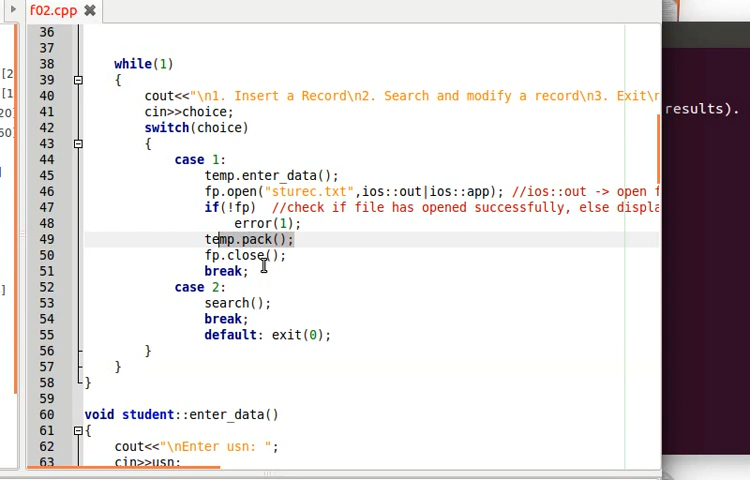 f02.cpp
36
37
38 while(1)
39 {
40 cout<<"\n1. Insert a Record\n2. Search and modify a record\n3. Exit\n
41 cin>>choice;
42 switch(choice)
43 {
44 case 1:
45 temp.enter_data();
46 fp.open("sturec.txt",ios::out|ios::app); //ios::out -> open f
47 if(!fp) //check if file has opened successfully, else displa
48 error(1);
49 temp.pack();
50 fp.close();
51 break;
52 case 2:
53 search();
54 break;
55 default: exit(0);
56 }
57 }
58 }
59
60 void student::enter_data()
61 {
62 cout<<"\nEnter usn: ";
63 cin>>usn;
[2
[1
20]
60]
]
results).